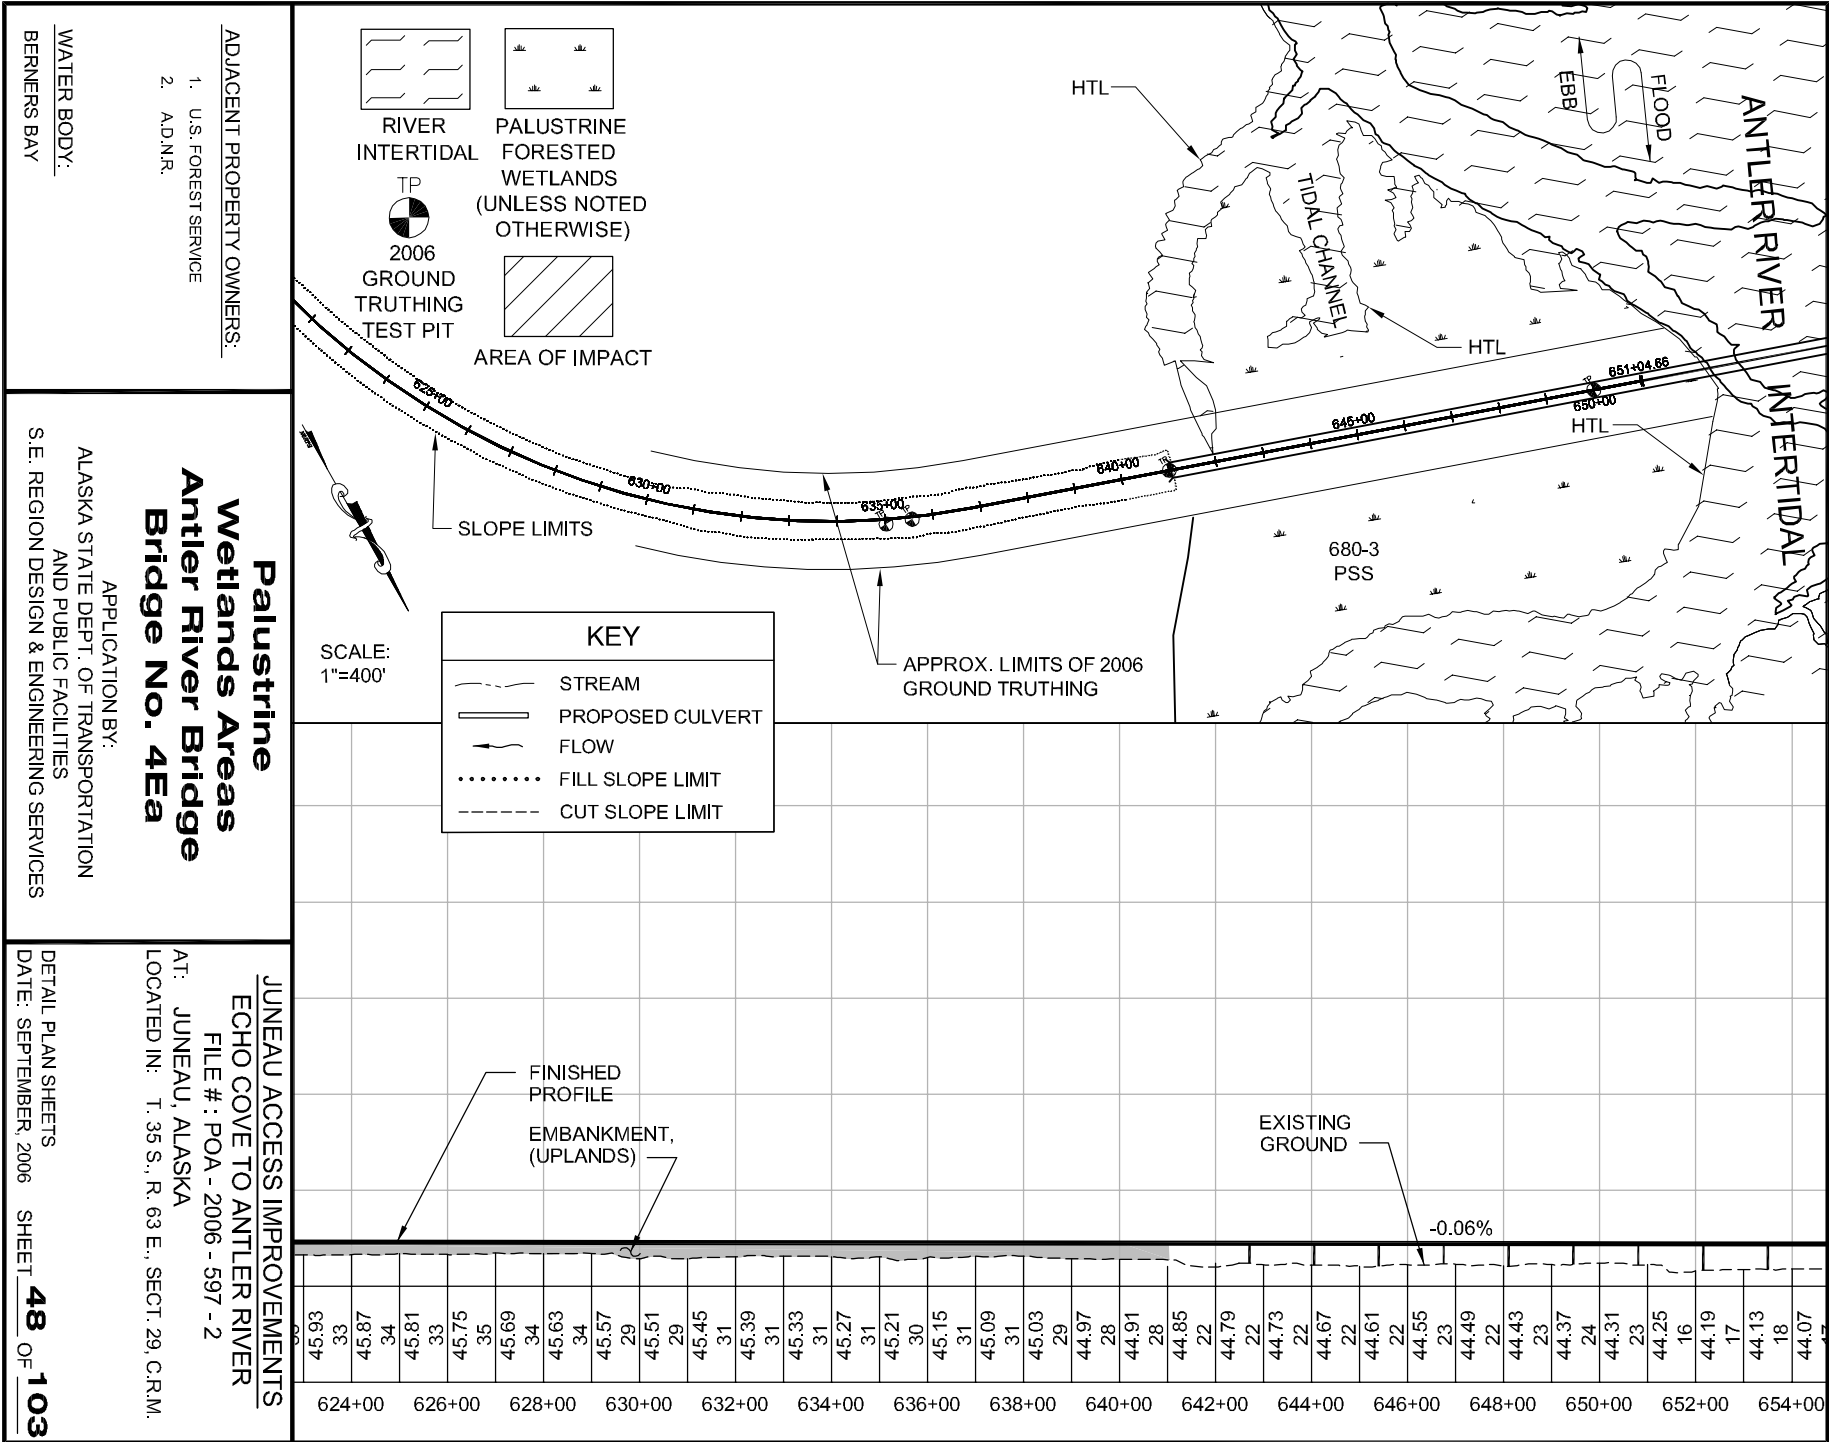 ADJACENT PROPERTY OWNERS:
1. U.S. FOREST SERVICE
2. A.D.N.R.
WATER BODY:
BERNERS BAY
Palustrine
Wetlands Areas
Antler River Bridge
Bridge No. 4Ea
APPLICATION BY:
ALASKA STATE DEPT. OF TRANSPORTATION
AND PUBLIC FACILITIES
S.E. REGION DESIGN & ENGINEERING SERVICES
JUNEAU ACCESS IMPROVEMENTS
ECHO COVE TO ANTLER RIVER
FILE # : POA - 2006 - 597 - 2
AT: JUNEAU, ALASKA
LOCATED IN: T. 35 S., R. 63 E., SECT. 29, C.R.M.
DETAIL PLAN SHEETS
DATE: SEPTEMBER, 2006 SHEET 48 OF 103
RIVER
INTERTIDAL
PALUSTRINE
FORESTED
WETLANDS
(UNLESS NOTED
OTHERWISE)
TP
2006
GROUND
TRUTHING
TEST PIT
AREA OF IMPACT
HTL
TIDAL CHANNEL
HTL
EBB
FLOOD
ANTLER RIVER
INTERTIDAL
HTL
625+00
630+00
635+00
640+00
645+00
650+00
651+04.66
TP
TP
SLOPE LIMITS
680-3
PSS
SCALE:
1"=400'
APPROX. LIMITS OF 2006
GROUND TRUTHING
KEY
STREAM
PROPOSED CULVERT
FLOW
FILL SLOPE LIMIT
CUT SLOPE LIMIT
FINISHED
PROFILE
EMBANKMENT,
(UPLANDS)
EXISTING
GROUND
-0.06%
45.93
33
45.87
34
45.81
33
45.75
35
45.69
34
45.63
34
45.57
29
45.51
29
45.45
31
45.39
31
45.33
31
45.27
31
45.21
30
45.15
31
45.09
31
45.03
29
44.97
28
44.91
28
44.85
22
44.79
22
44.73
22
44.67
22
44.61
22
44.55
23
44.49
22
44.43
23
44.37
24
44.31
23
44.25
16
44.19
17
44.13
18
44.07
624+00 626+00 628+00 630+00 632+00 634+00 636+00 638+00 640+00 642+00 644+00 646+00 648+00 650+00 652+00 654+00